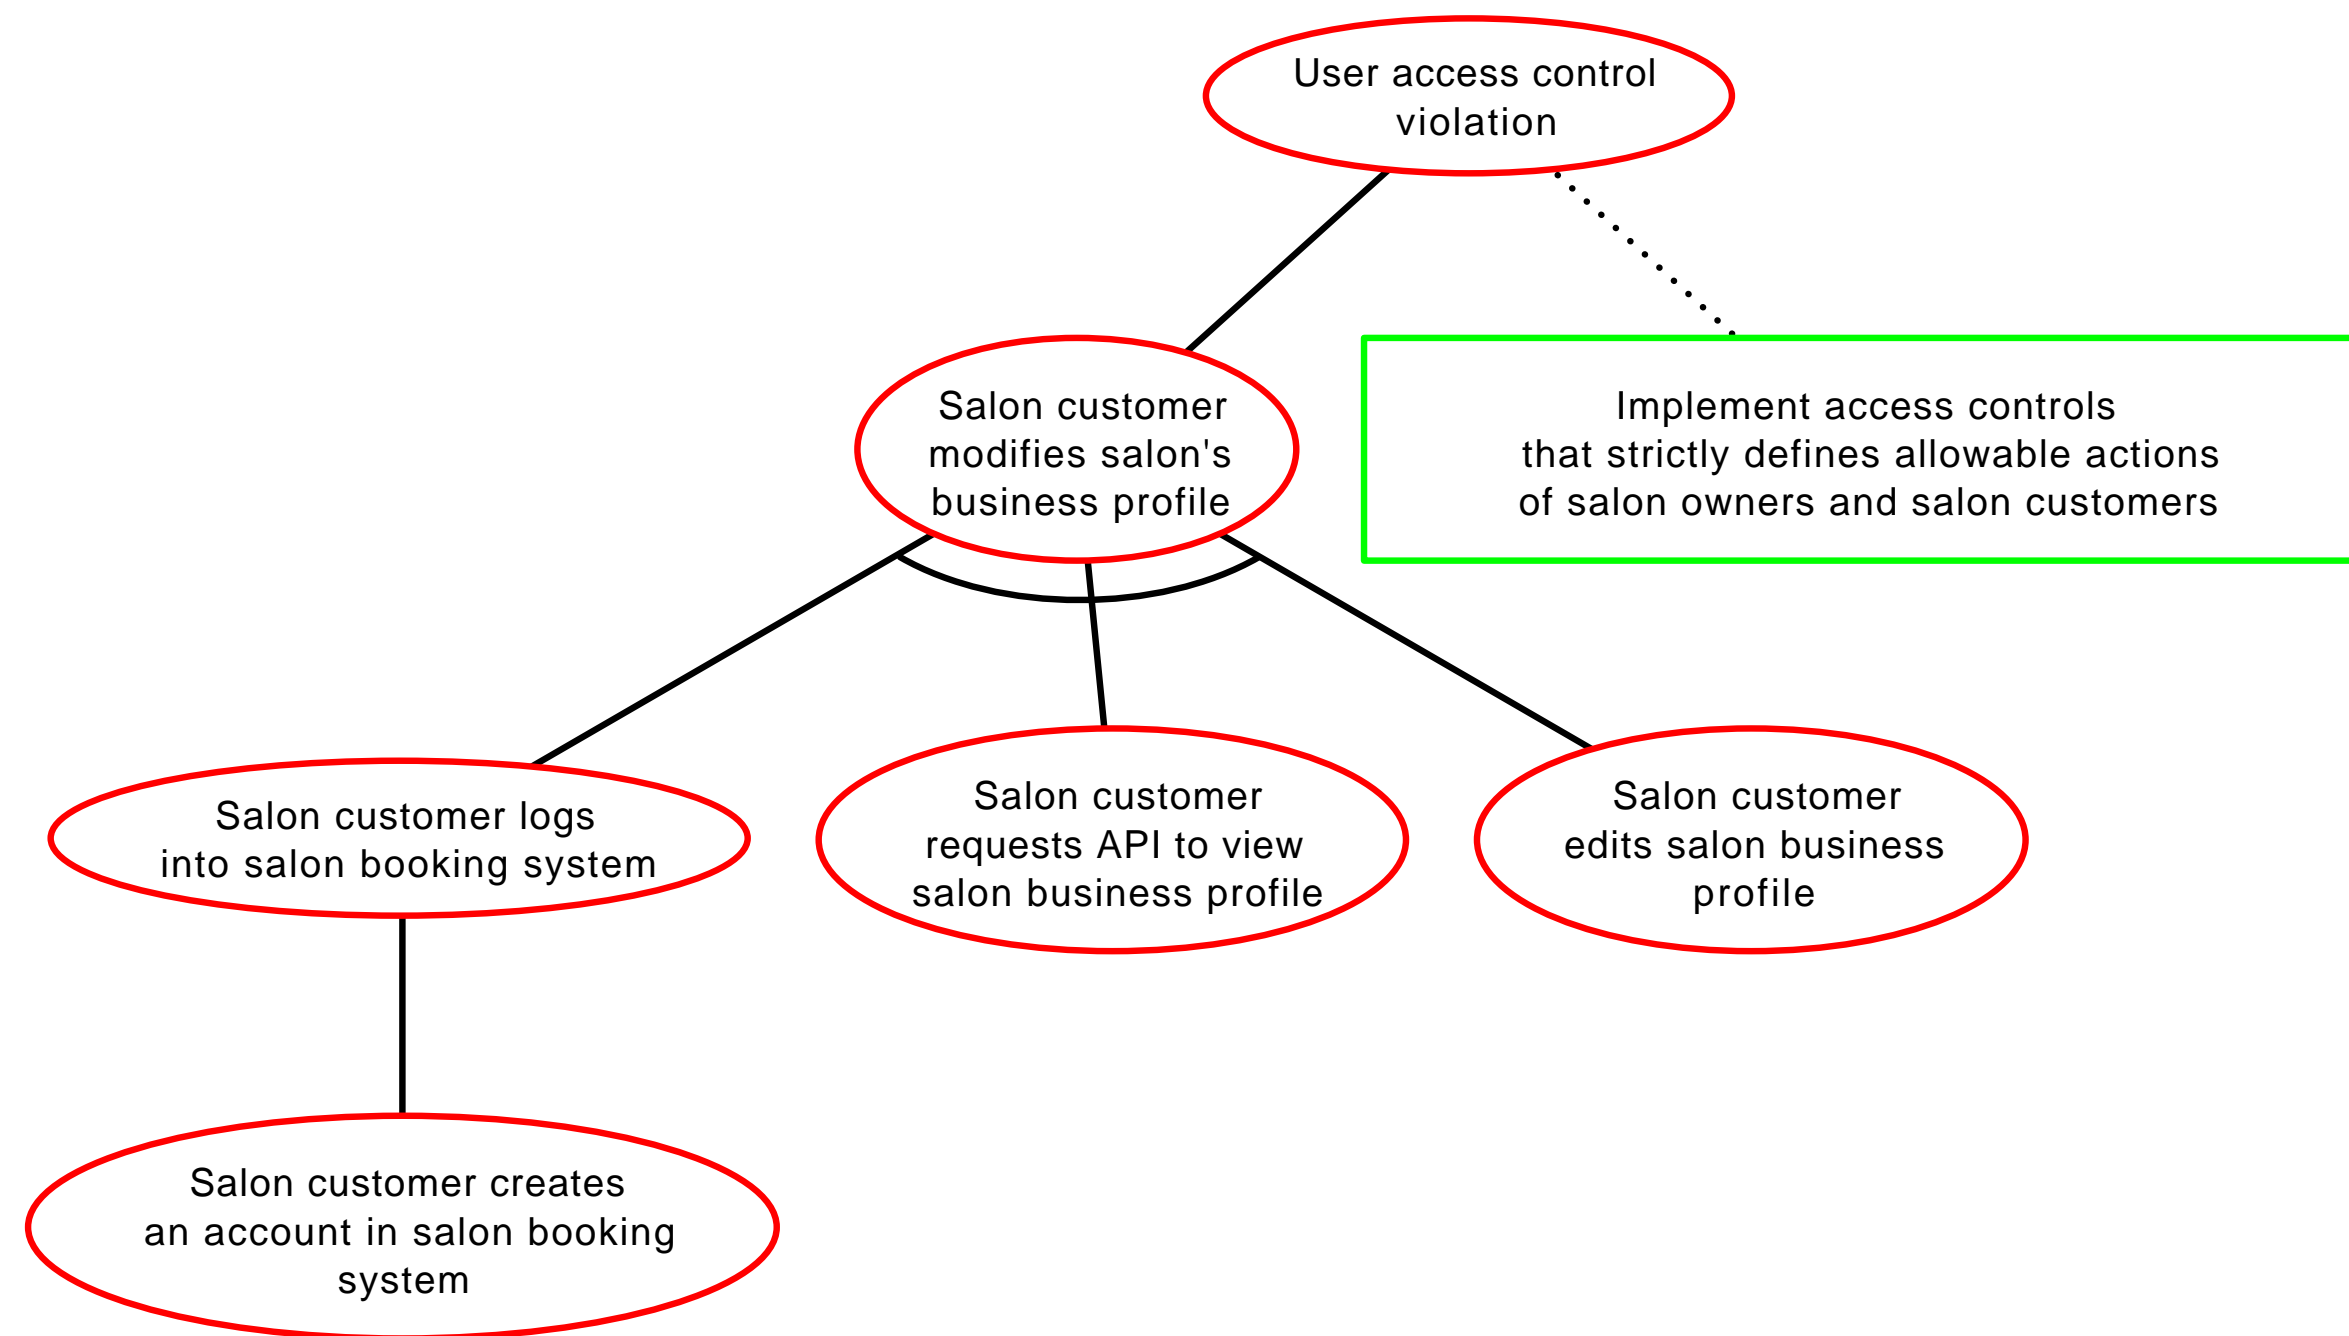 User access control
violation
Salon customer
modifies salon's
business profile
Implement access controls
that strictly defines allowable actions
of salon owners and salon customers
Salon customer logs
into salon booking system
Salon customer
requests API to view
salon business profile
Salon customer
edits salon business
profile
Salon customer creates
an account in salon booking
system